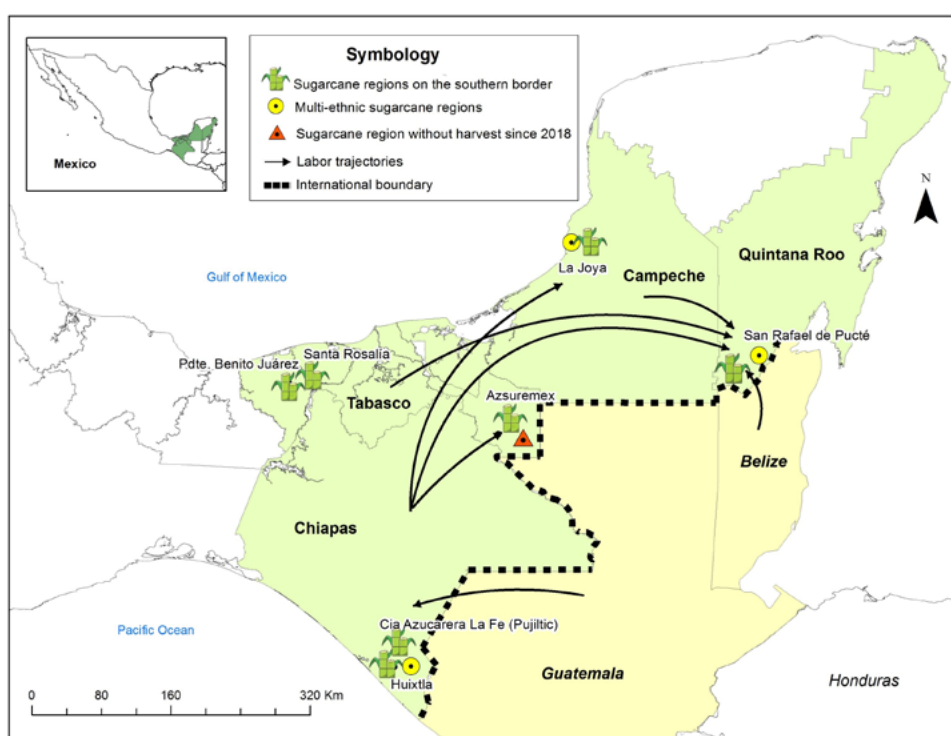 Symbology
Sugarcane regions on the southern border
Multi-ethnic sugarcane regions
Sugarcane region without harvest since 2018
Labor trajectories
International boundary
Mexico
N
Gulf of Mexico
La Joya
Campeche
Quintana Roo
San Rafael de Pucté
Pdte. Benito Juárez
Santa Rosalía
Tabasco
Azsuremex
Belize
Chiapas
Pacific Ocean
Cia Azucarera La Fe (Pujiltic)
Huixtla
Guatemala
Honduras
0 80 160 320 Km